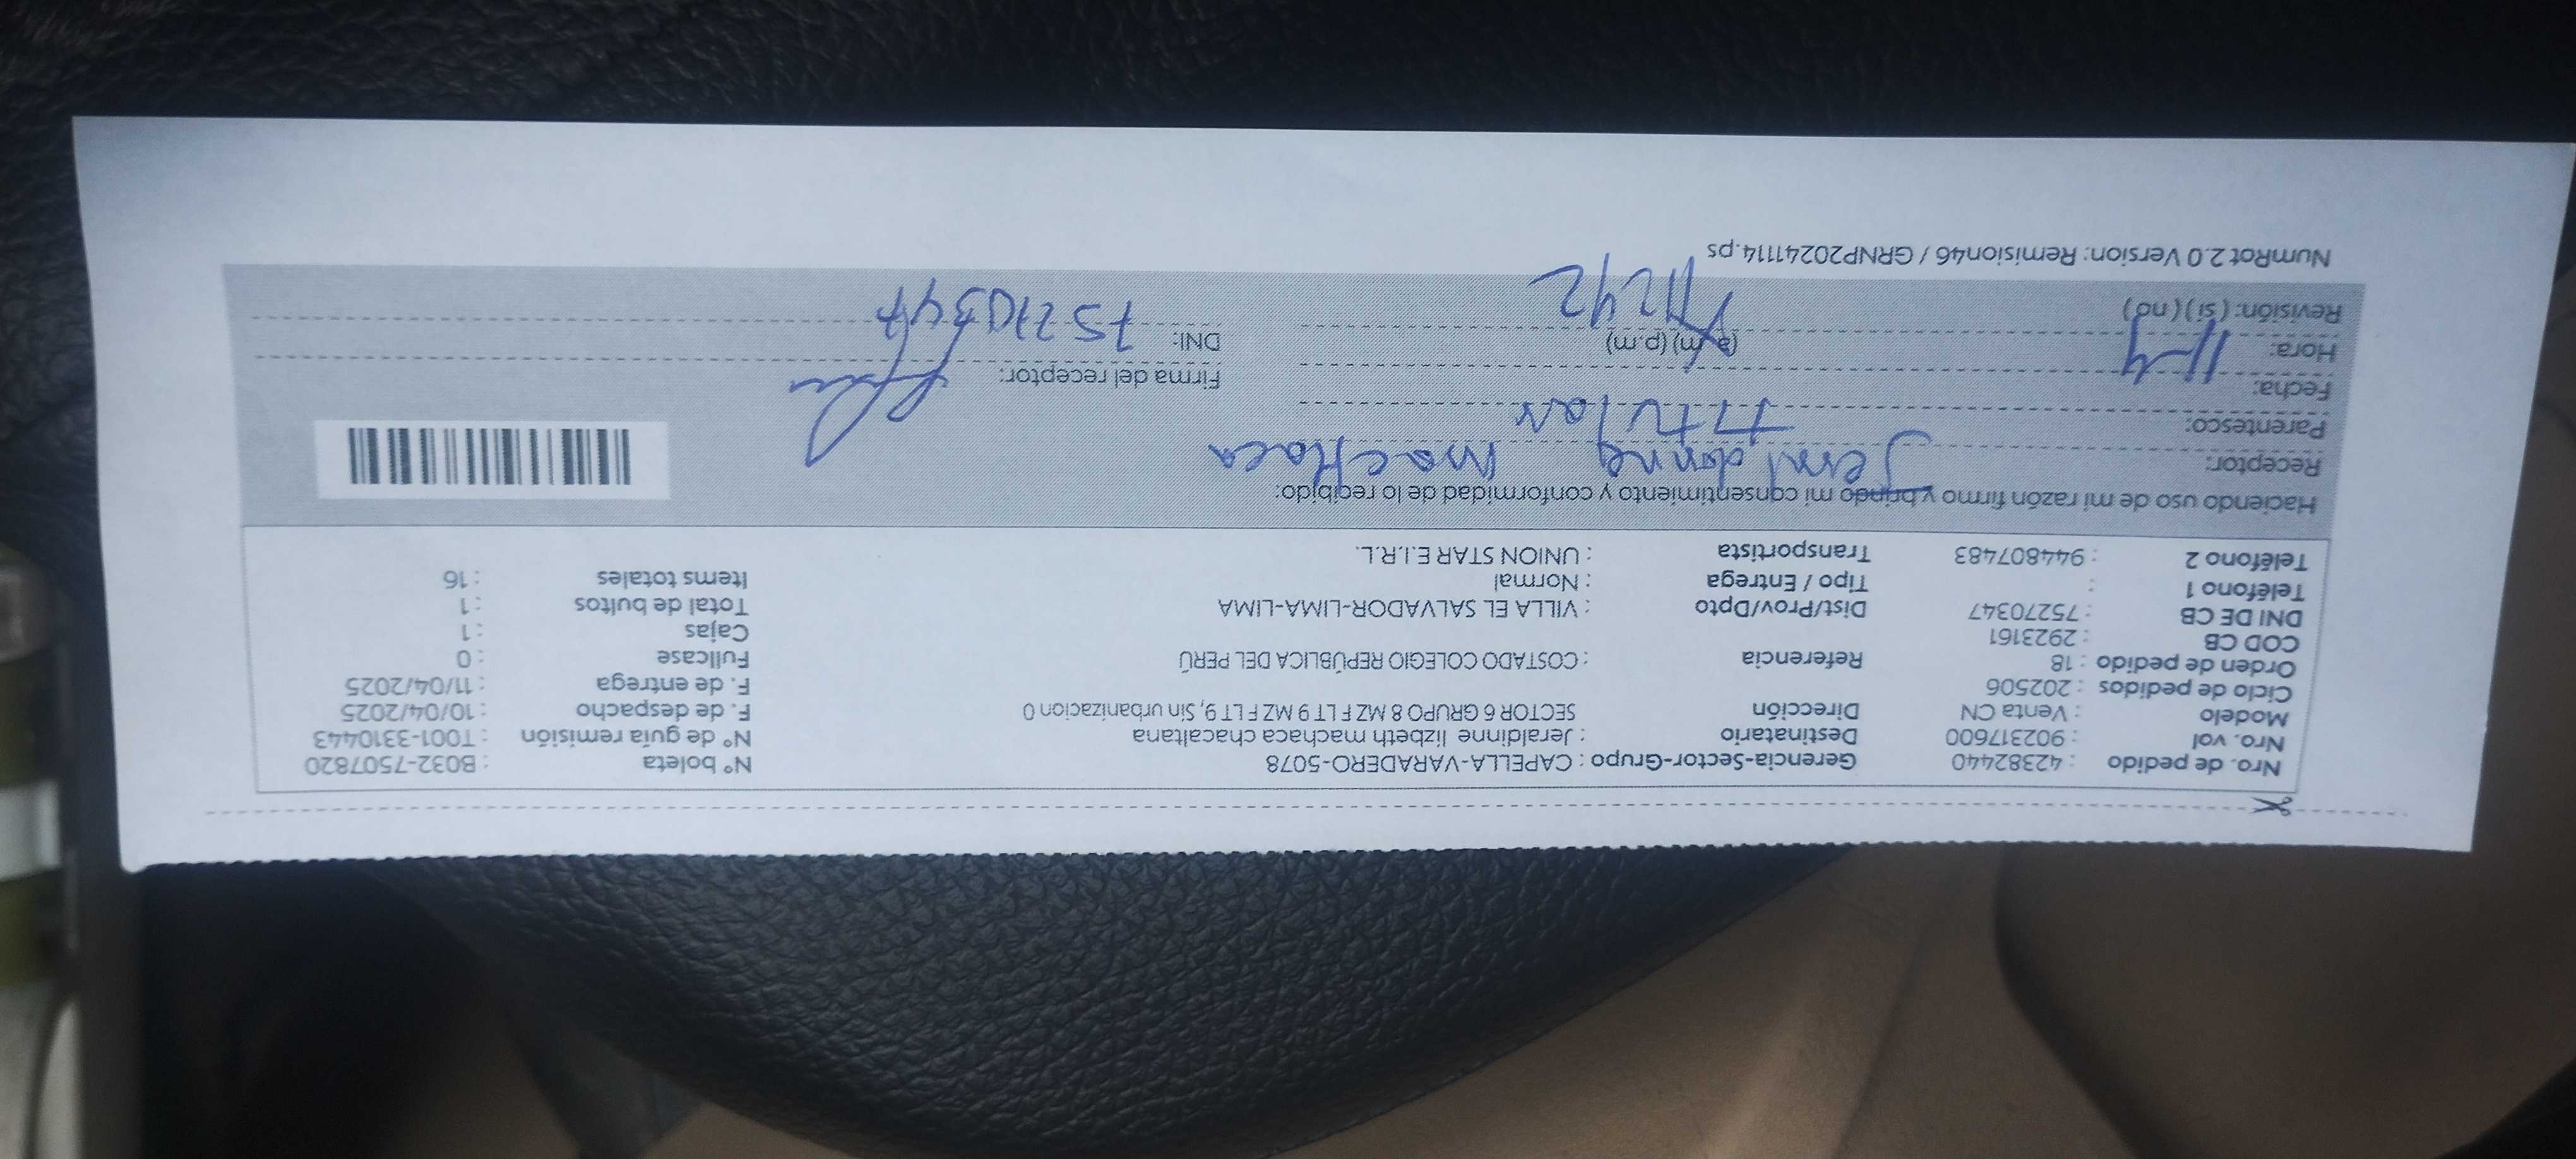 Nro. de pedido : 42382440 Gerencia-Sector-Grupo : CAPELLA-VARADERO-5078 N° boleta : B032-7507820
Nro. vol : 902317600 Destinatario : Jeraldinne lizbeth machaca chacaltana N° de guía remisión : T001-3310443
Modelo : Venta CN Dirección SECTOR 6 GRUPO 8 MZ F LT 9 MZ F LT 9, Sin urbanizacion 0 F. de despacho : 10/04/2025
Ciclo de pedidos : 202506 F. de entrega : 11/04/2025
Orden de pedido : 18 Referencia : COSTADO COLEGIO REPÚBLICA DEL PERÚ Fullcase : 0
COD CB : 2923161 Cajas : 1
DNI DE CB : 75270347 Dist/Prov/Dpto : VILLA EL SALVADOR-LIMA-LIMA Total de bultos : 1
Teléfono 1 : Tipo / Entrega : Normal Items totales : 16
Teléfono 2 : 944807483 Transportista : UNION STAR E.I.R.L.
Haciendo uso de mi razón firmo y brindo mi consentimiento y conformidad de lo recibido:
Receptor:
Parentesco: titular
Fecha: 11-4 Firma del receptor:
Hora: (a.m) (p.m) 11:42 DNI: 75270347
Revisión: (si) (no)
NumRot 2.0 Version: Remision46 / GRNP20241114.ps